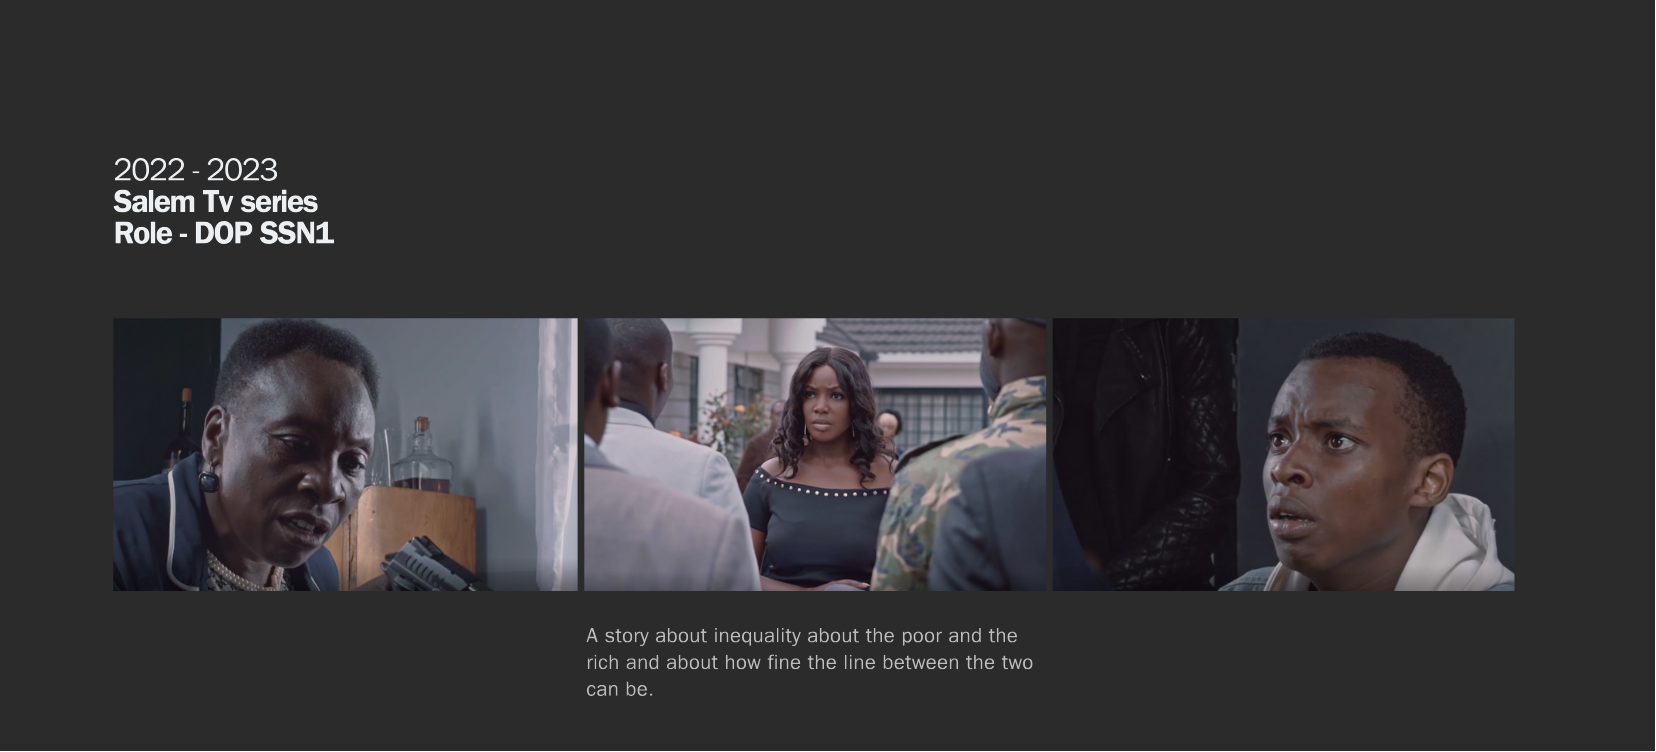 2022 - 2023
Salem Tv series
Role - DOP SSN1
A story about inequality about the poor and the
rich and about how fine the line between the two
can be.